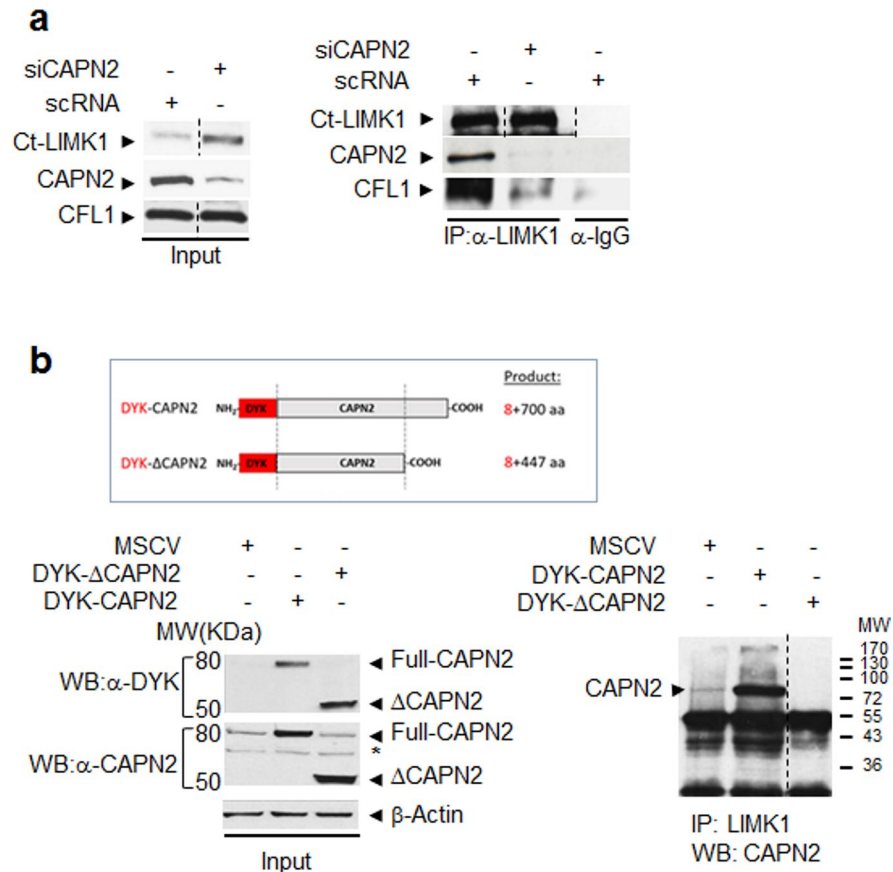 a
siCAPN2 - +
scRNA + -
Ct-LIMK1
CAPN2
CFL1
Input
siCAPN2 - + -
scRNA + - +
Ct-LIMK1
CAPN2
CFL1
IP:α-LIMK1 α-IgG
b
Product:
DYK-CAPN2 NH₂- DYK CAPN2 -COOH 8+700 aa
DYK-ΔCAPN2 NH₂- DYK CAPN2 -COOH 8+447 aa
MSCV + - -
DYK-ΔCAPN2 - - +
DYK-CAPN2 - + -
MW(KDa)
WB:α-DYK
80 Full-CAPN2
50 ΔCAPN2
WB:α-CAPN2
80 Full-CAPN2
*
50 ΔCAPN2
β-Actin
Input
MSCV + - -
DYK-CAPN2 - + -
DYK-ΔCAPN2 - - +
MW
170
130
100
CAPN2
72
55
43
36
IP: LIMK1
WB: CAPN2